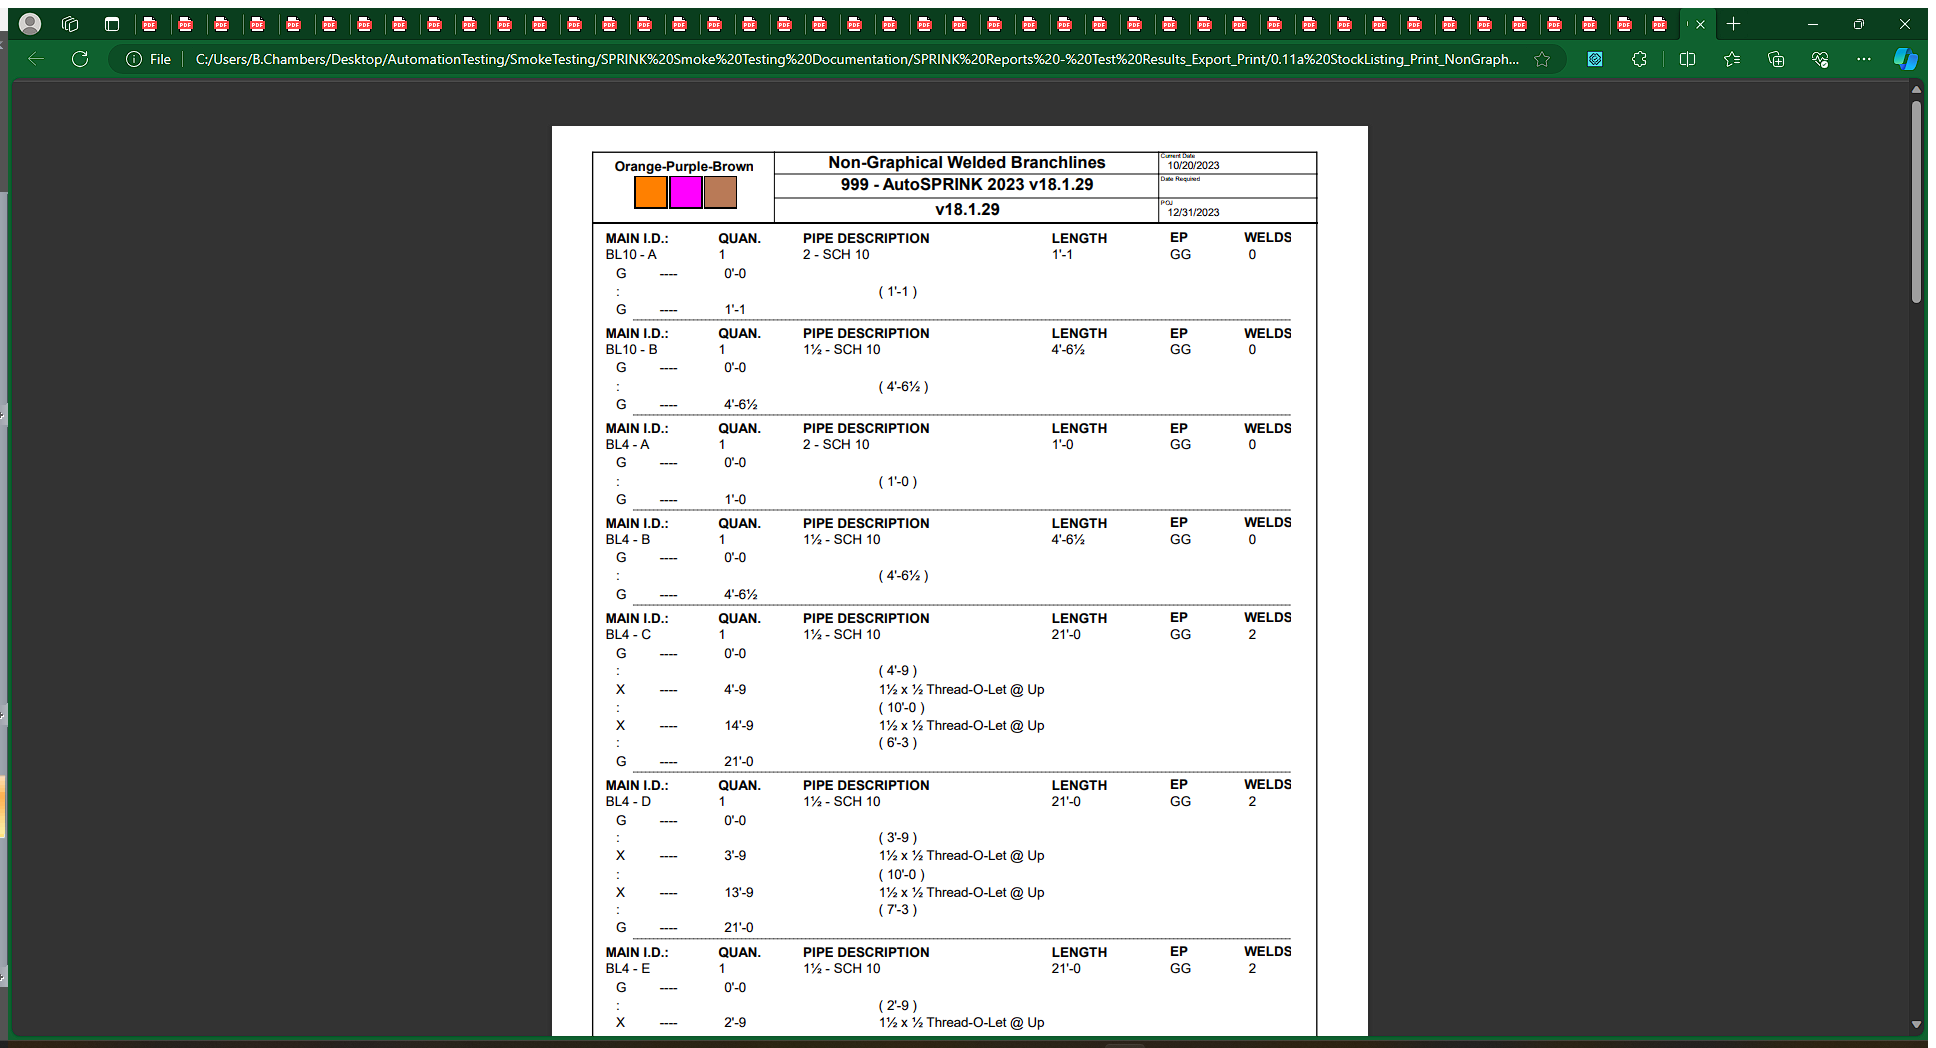 File C:/Users/B.Chambers/Desktop/AutomationTesting/SmokeTesting/SPRINK%20Smoke%20Testing%20Documentation/SPRINK%20Reports%20-%20Test%20Results_Export_Print/0.11a%20StockListing_Print_NonGraph...
Orange-Purple-Brown
Non-Graphical Welded Branchlines
999 - AutoSPRINK 2023 v18.1.29
v18.1.29
Current Date
10/20/2023
Date Required
POJ
12/31/2023
MAIN I.D.: QUAN. PIPE DESCRIPTION LENGTH EP WELDS
BL10 - A 1 2 - SCH 10 1'-1 GG 0
G ---- 0'-0
: ( 1'-1 )
G ---- 1'-1
MAIN I.D.: QUAN. PIPE DESCRIPTION LENGTH EP WELDS
BL10 - B 1 1½ - SCH 10 4'-6½ GG 0
G ---- 0'-0
: ( 4'-6½ )
G ---- 4'-6½
MAIN I.D.: QUAN. PIPE DESCRIPTION LENGTH EP WELDS
BL4 - A 1 2 - SCH 10 1'-0 GG 0
G ---- 0'-0
: ( 1'-0 )
G ---- 1'-0
MAIN I.D.: QUAN. PIPE DESCRIPTION LENGTH EP WELDS
BL4 - B 1 1½ - SCH 10 4'-6½ GG 0
G ---- 0'-0
: ( 4'-6½ )
G ---- 4'-6½
MAIN I.D.: QUAN. PIPE DESCRIPTION LENGTH EP WELDS
BL4 - C 1 1½ - SCH 10 21'-0 GG 2
G ---- 0'-0
: ( 4'-9 )
X ---- 4'-9 1½ x ½ Thread-O-Let @ Up
: ( 10'-0 )
X ---- 14'-9 1½ x ½ Thread-O-Let @ Up
: ( 6'-3 )
G ---- 21'-0
MAIN I.D.: QUAN. PIPE DESCRIPTION LENGTH EP WELDS
BL4 - D 1 1½ - SCH 10 21'-0 GG 2
G ---- 0'-0
: ( 3'-9 )
X ---- 3'-9 1½ x ½ Thread-O-Let @ Up
: ( 10'-0 )
X ---- 13'-9 1½ x ½ Thread-O-Let @ Up
: ( 7'-3 )
G ---- 21'-0
MAIN I.D.: QUAN. PIPE DESCRIPTION LENGTH EP WELDS
BL4 - E 1 1½ - SCH 10 21'-0 GG 2
G ---- 0'-0
: ( 2'-9 )
X ---- 2'-9 1½ x ½ Thread-O-Let @ Up